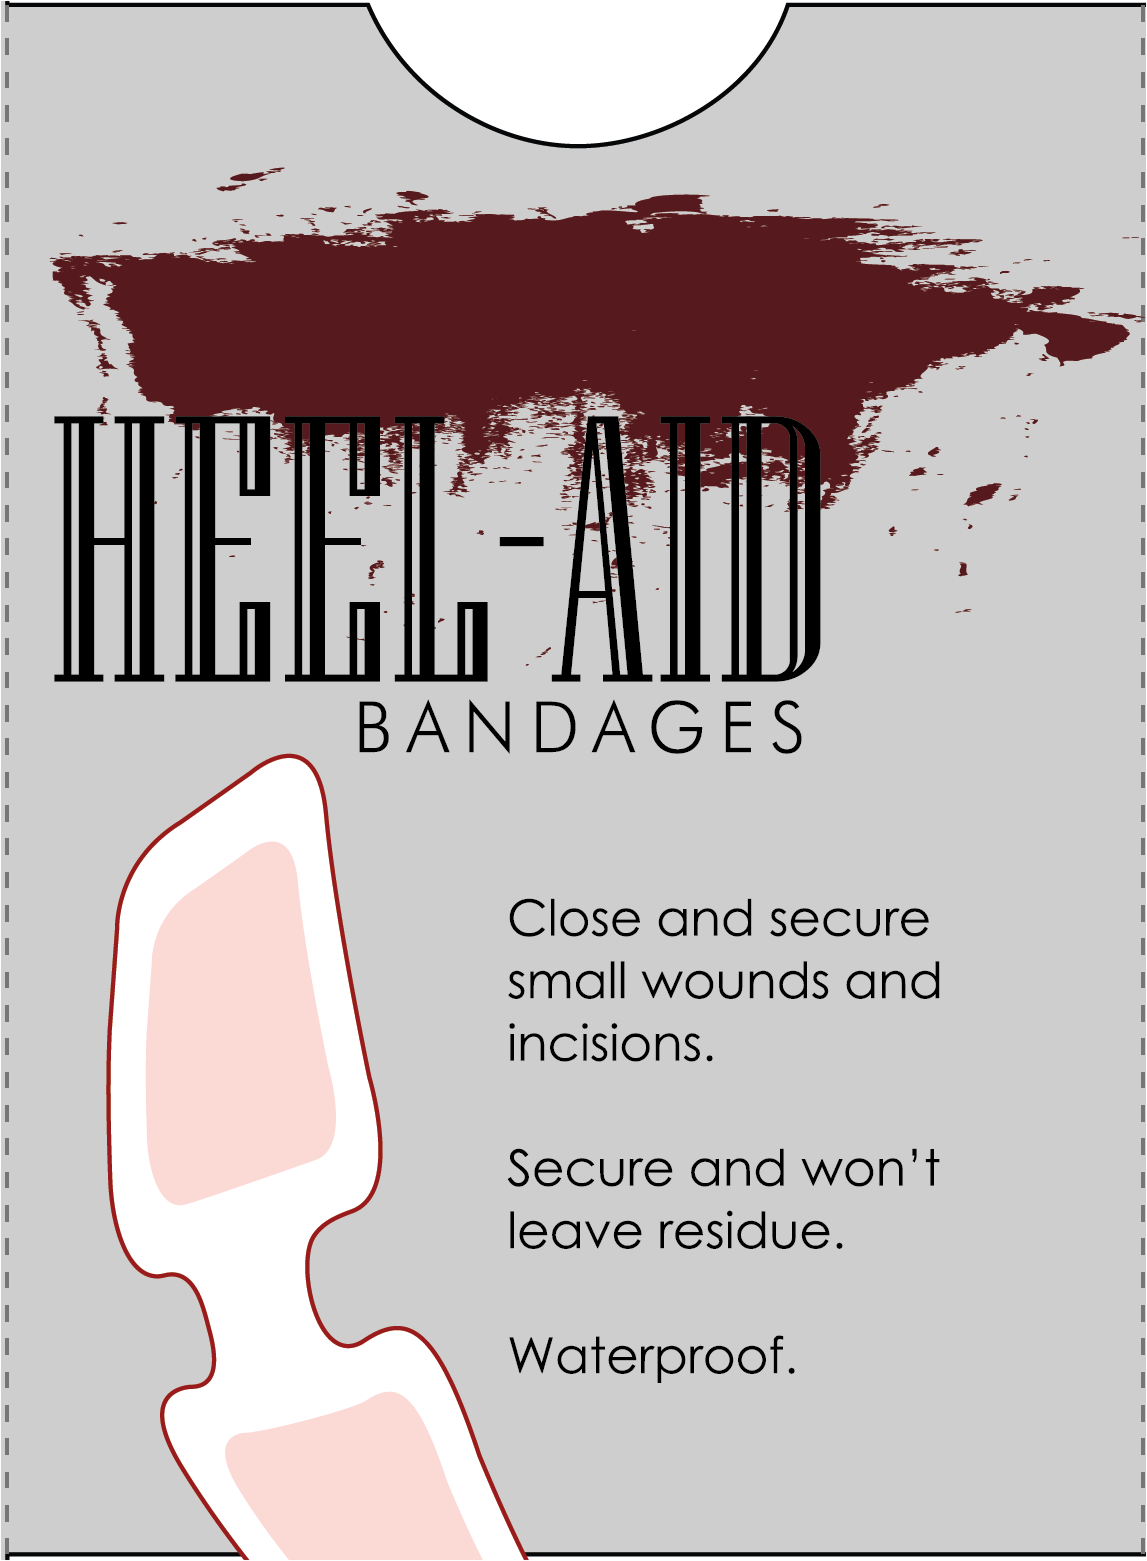 HEEL-AID
BANDAGES
Close and secure
small wounds and
incisions.
Secure and won’t
leave residue.
Waterproof.